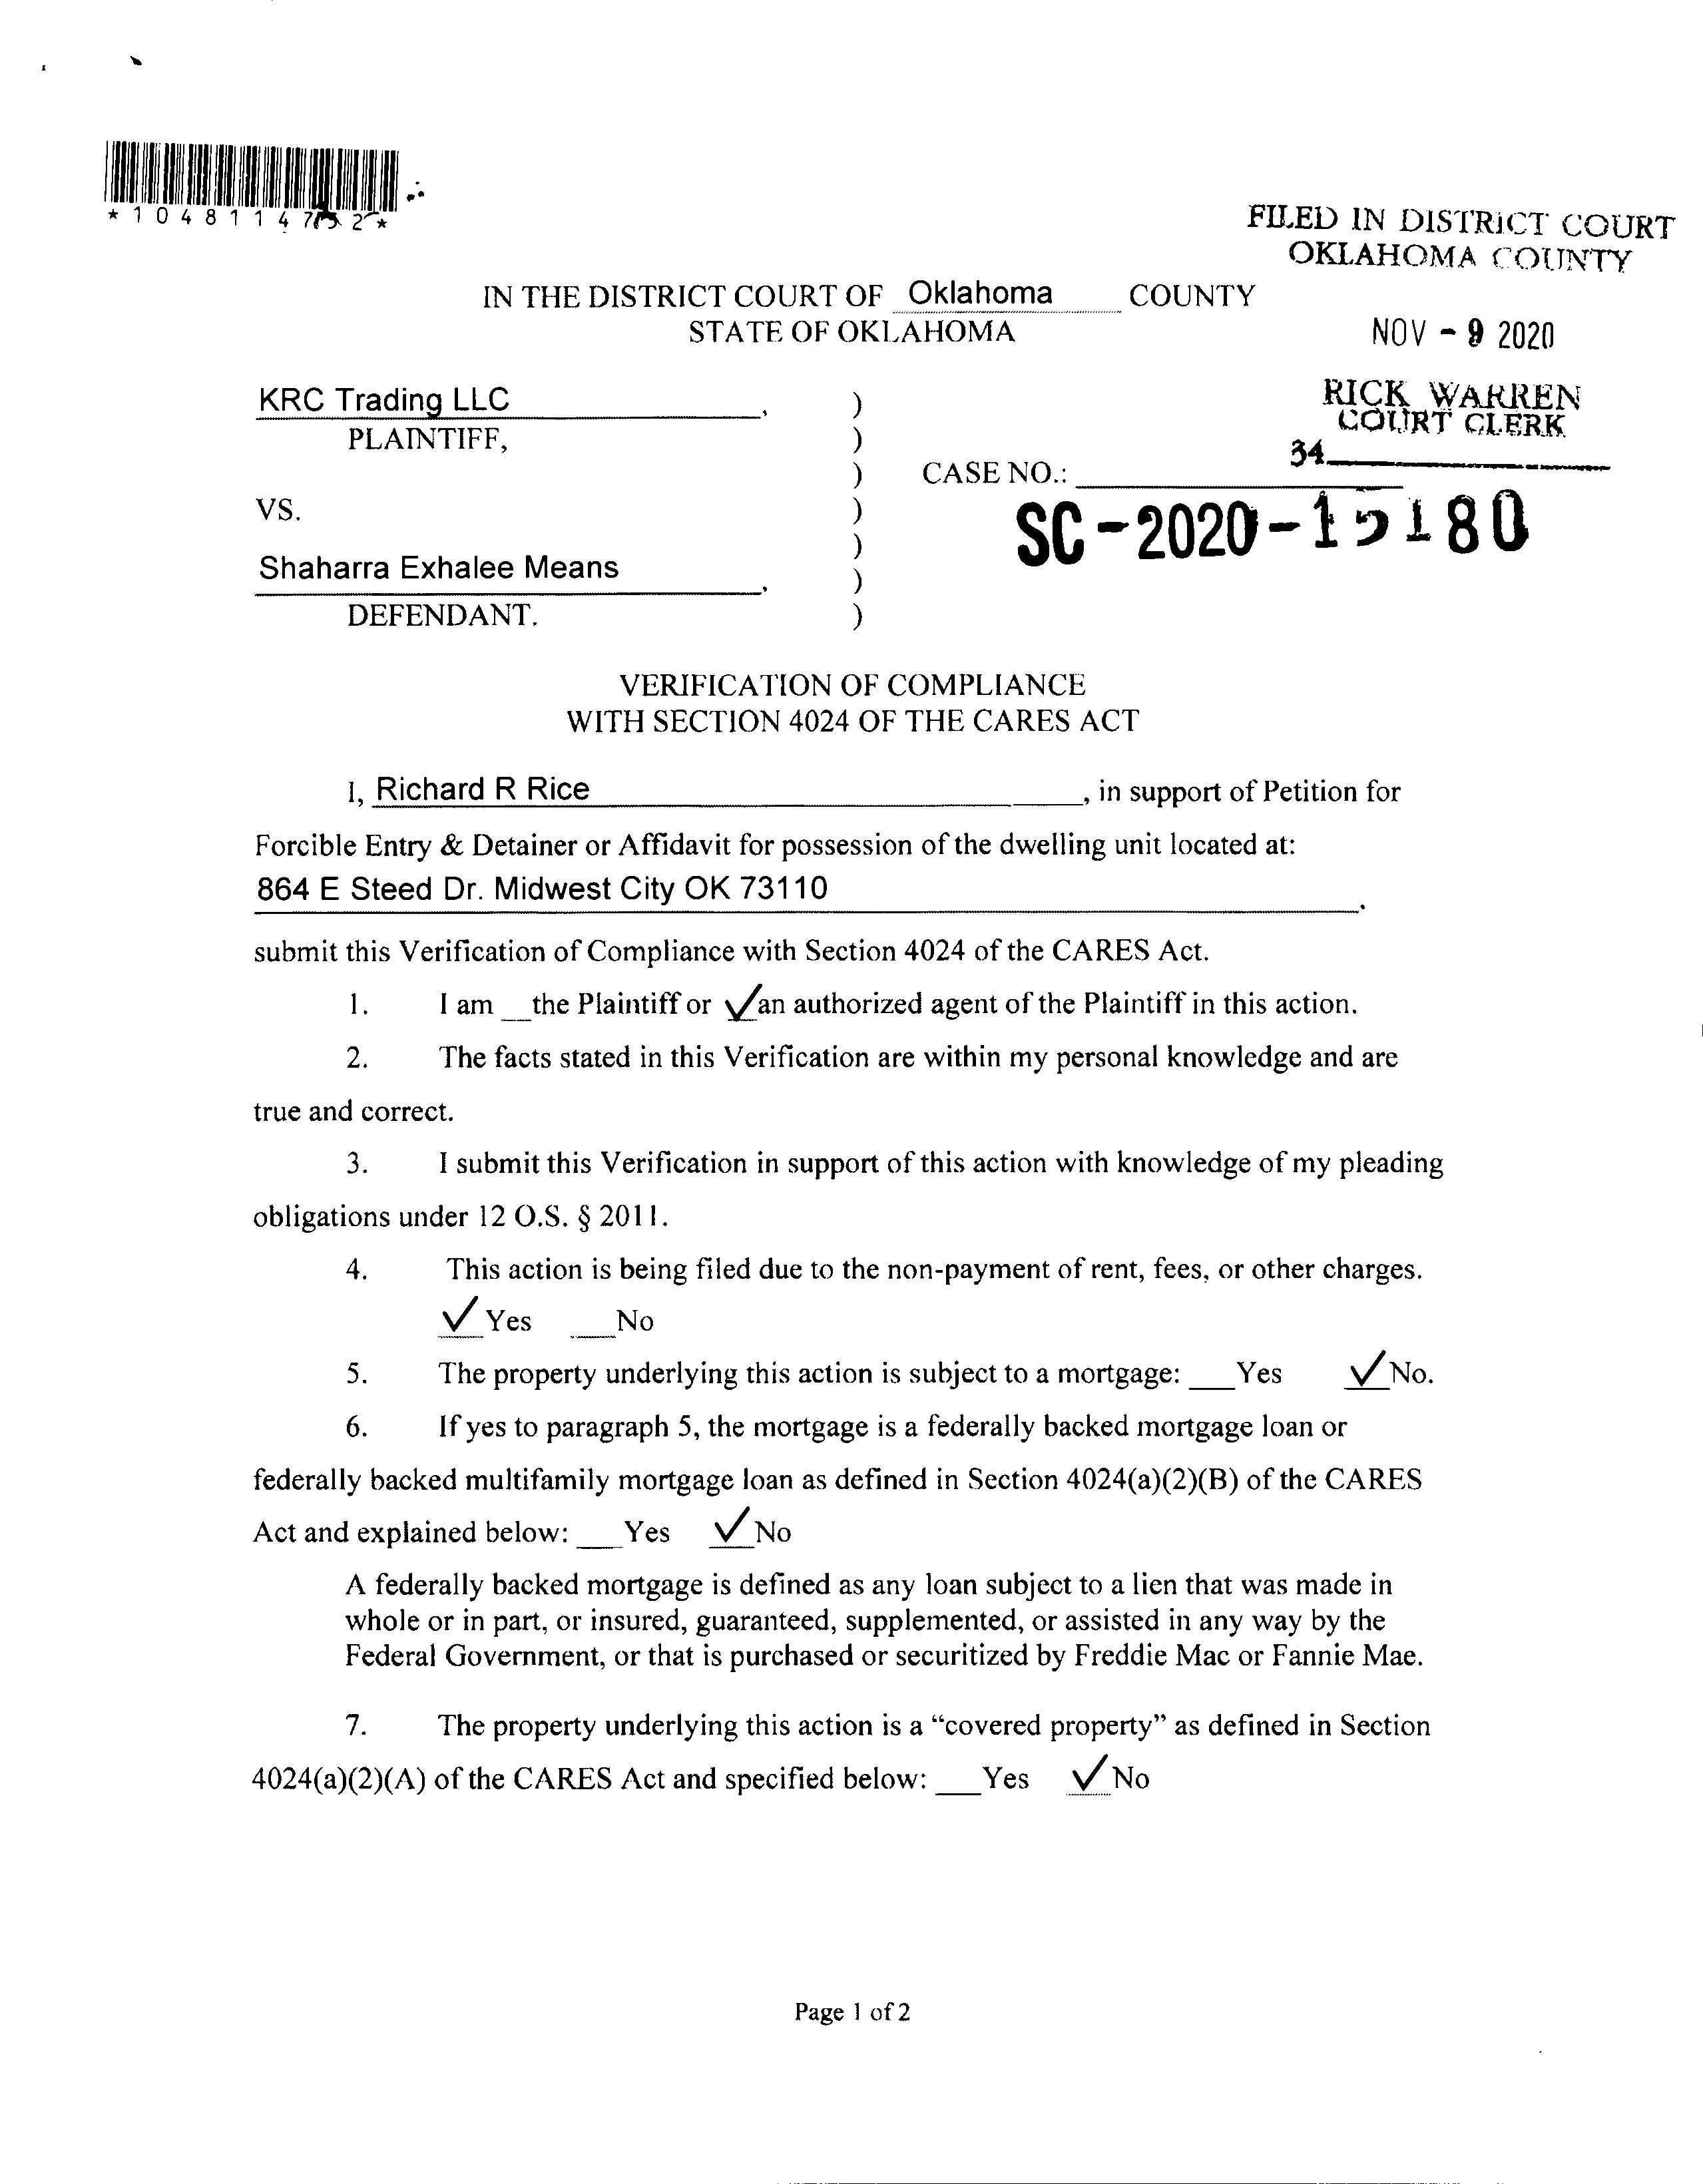 FILED IN DISTRICT COURT
OKLAHOMA COUNTY
IN THE DISTRICT COURT OF Oklahoma COUNTY
STATE OF OKLAHOMA
NOV - 9 2020
KRC Trading LLC, )
PLAINTIFF, )
RICK WARREN
COURT CLERK
34
) CASE NO.:
VS. )
SC-2020-15180
)
Shaharra Exhalee Means, )
DEFENDANT. )
VERIFICATION OF COMPLIANCE
WITH SECTION 4024 OF THE CARES ACT
I, Richard R Rice, in support of Petition for
Forcible Entry & Detainer or Affidavit for possession of the dwelling unit located at:
864 E Steed Dr. Midwest City OK 73110.
submit this Verification of Compliance with Section 4024 of the CARES Act.
1. I am __the Plaintiff or ✓an authorized agent of the Plaintiff in this action.
2. The facts stated in this Verification are within my personal knowledge and are
true and correct.
3. I submit this Verification in support of this action with knowledge of my pleading
obligations under 12 O.S. § 2011.
4. This action is being filed due to the non-payment of rent, fees, or other charges.
✓Yes ___No
5. The property underlying this action is subject to a mortgage: ___Yes ✓No.
6. If yes to paragraph 5, the mortgage is a federally backed mortgage loan or
federally backed multifamily mortgage loan as defined in Section 4024(a)(2)(B) of the CARES
Act and explained below: ___Yes ✓No
A federally backed mortgage is defined as any loan subject to a lien that was made in
whole or in part, or insured, guaranteed, supplemented, or assisted in any way by the
Federal Government, or that is purchased or securitized by Freddie Mac or Fannie Mae.
7. The property underlying this action is a “covered property” as defined in Section
4024(a)(2)(A) of the CARES Act and specified below: ___Yes ✓No
Page 1 of 2